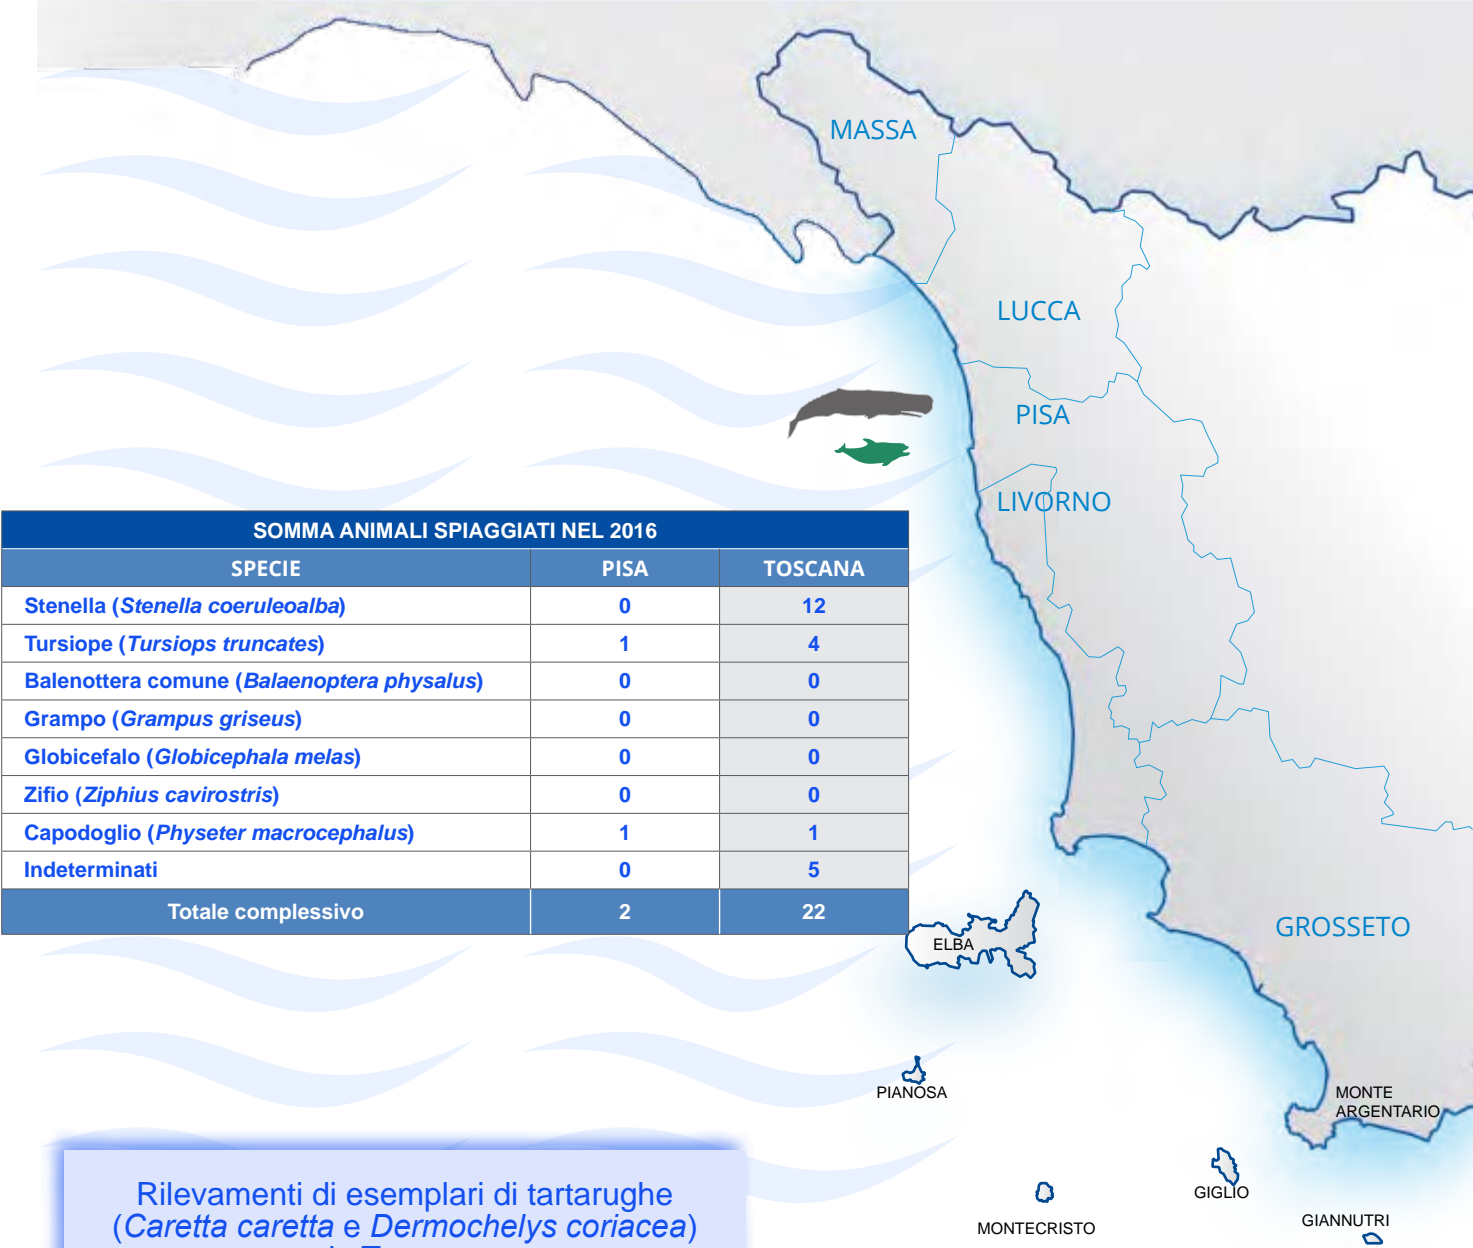 MASSA
LUCCA
PISA
LIVORNO
SOMMA ANIMALI SPIAGGIATI NEL 2016
SPECIE PISA TOSCANA
Stenella (Stenella coeruleoalba) 0 12
Tursiope (Tursiops truncates) 1 4
Balenottera comune (Balaenoptera physalus) 0 0
Grampo (Grampus griseus) 0 0
Globicefalo (Globicephala melas) 0 0
Zifio (Ziphius cavirostris) 0 0
Capodoglio (Physeter macrocephalus) 1 1
Indeterminati 0 5
Totale complessivo 2 22
GROSSETO
ELBA
PIANOSA
MONTE
ARGENTARIO
GIGLIO
MONTECRISTO
GIANNUTRI
Rilevamenti di esemplari di tartarughe
(Caretta caretta e Dermochelys coriacea)